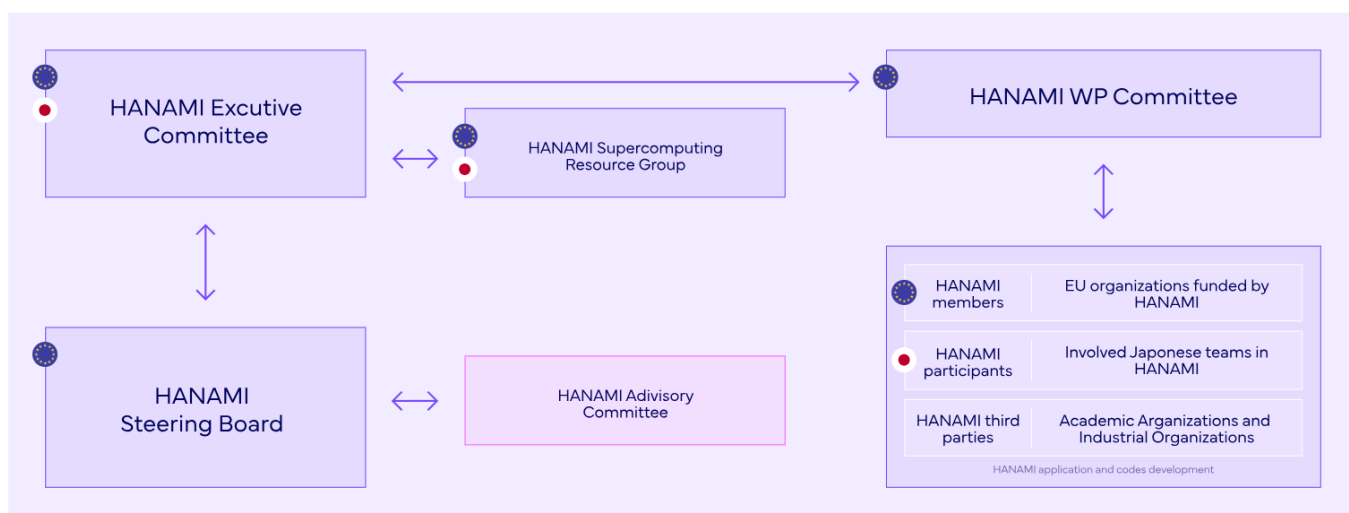 HANAMI Excutive
Committee
HANAMI Supercomputing
Resource Group
HANAMI WP Committee
HANAMI
Steering Board
HANAMI Adivisory
Committee
HANAMI
members
EU organizations funded by
HANAMI
HANAMI
participants
Involved Japonese teams in
HANAMI
HANAMI third
parties
Academic Arganizations and
Industrial Organizations
HANAMI application and codes development